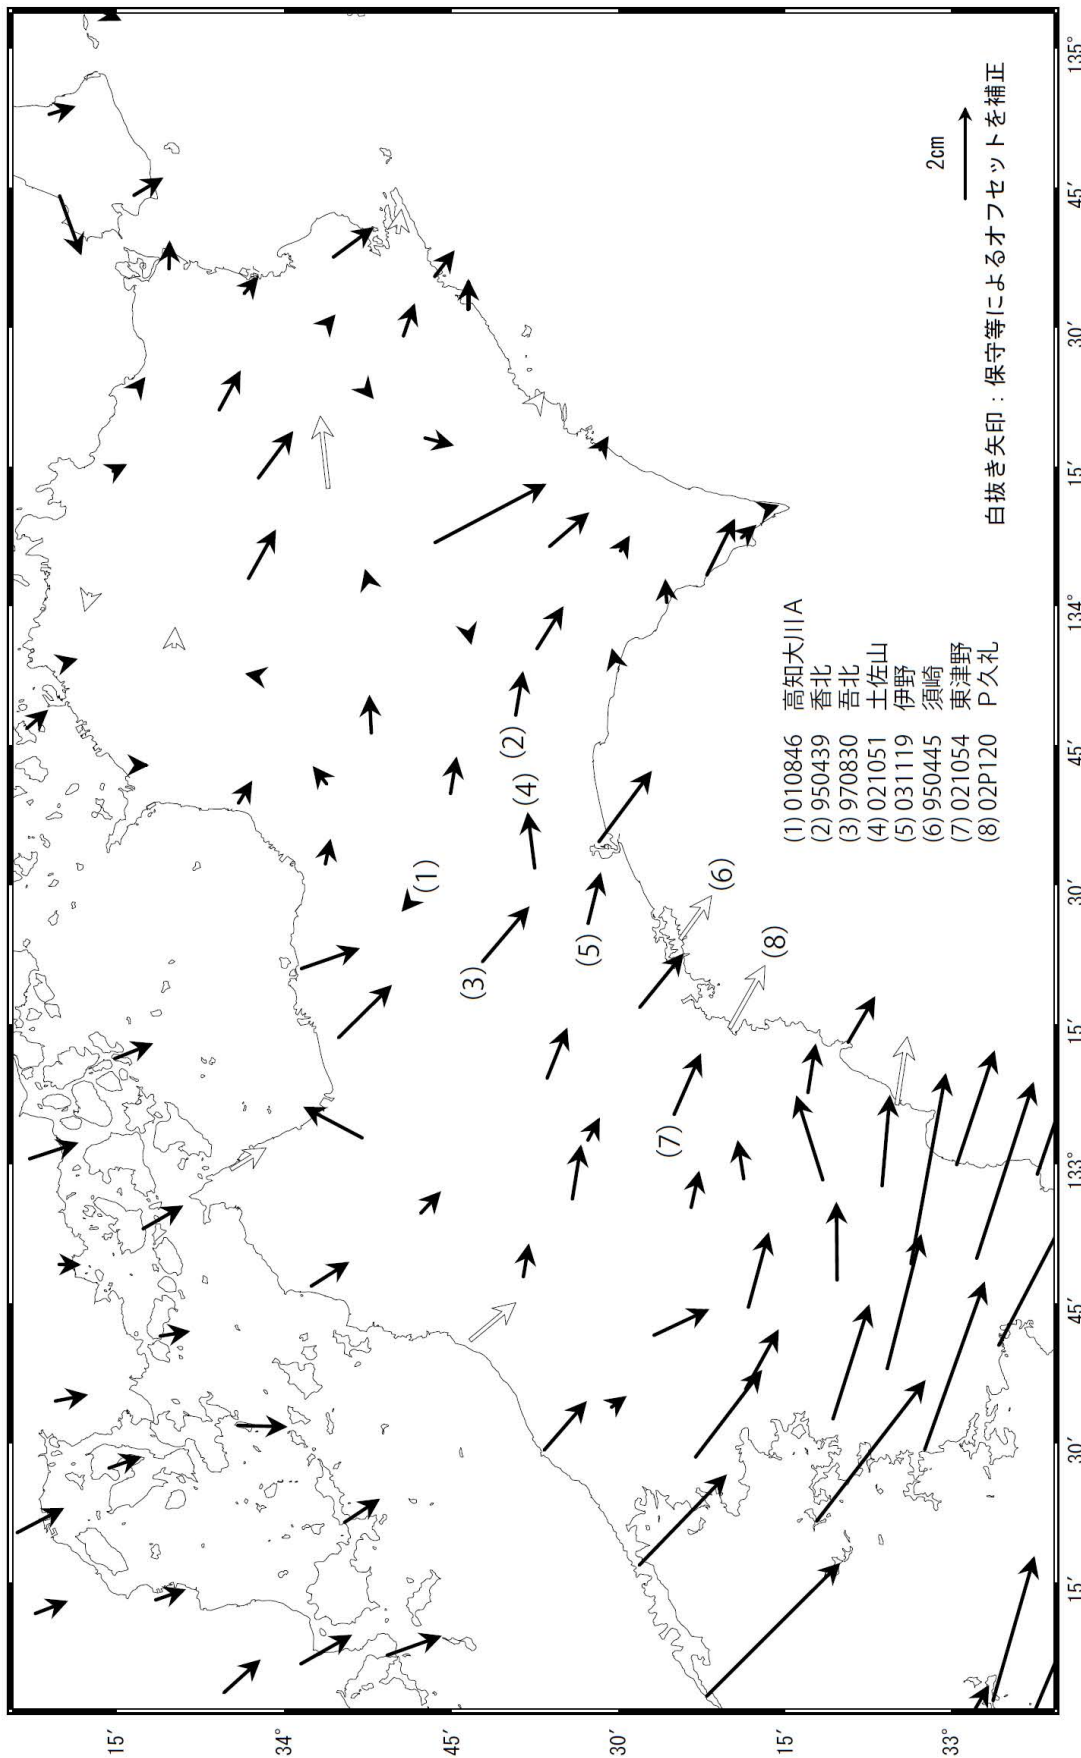 15′
34°
45′
30′
15′
33°
(1)
(3)
(2)
(4)
(5)
(6)
(7)
(8)
(1) 010846 高知大川A
(2) 950439 香北
(3) 970830 吾北
(4) 021051 土佐山
(5) 031119 伊野
(6) 950445 須崎
(7) 021054 東津野
(8) 02P120 P久礼
2cm
白抜き矢印：保守等によるオフセットを補正
15′ 30′ 45′ 133° 15′ 30′ 45′ 134° 15′ 30′ 45′ 135°